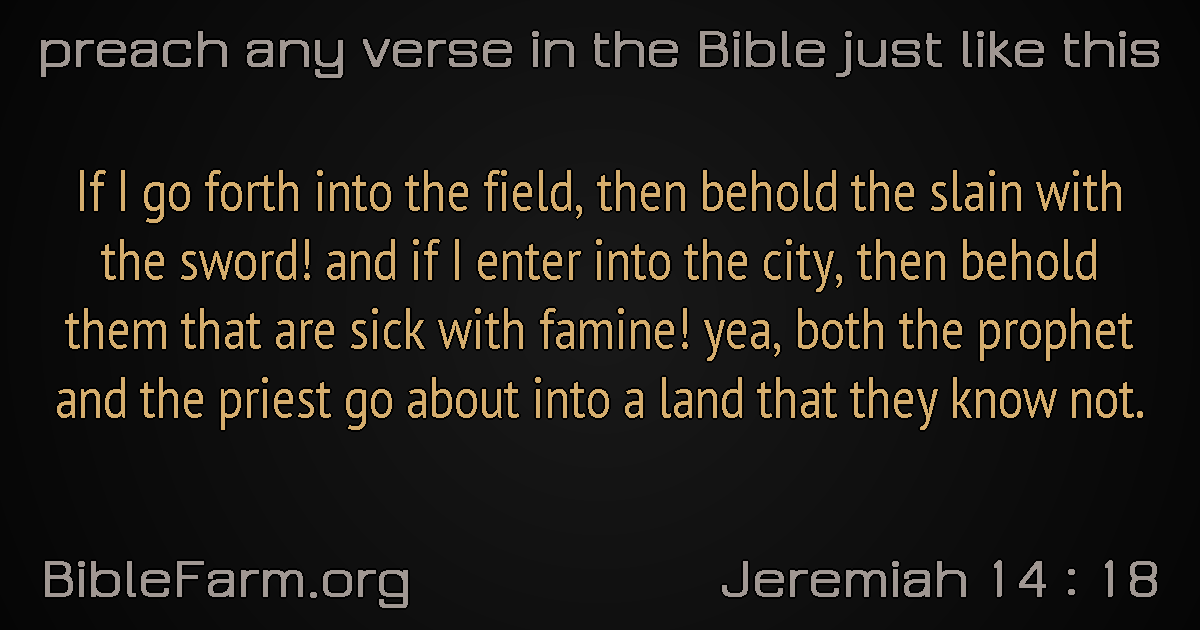 preach any verse in the Bible just like this
If I go forth into the field, then behold the slain with
the sword! and if I enter into the city, then behold
them that are sick with famine! yea, both the prophet
and the priest go about into a land that they know not.
BibleFarm.org
Jeremiah 14 : 18